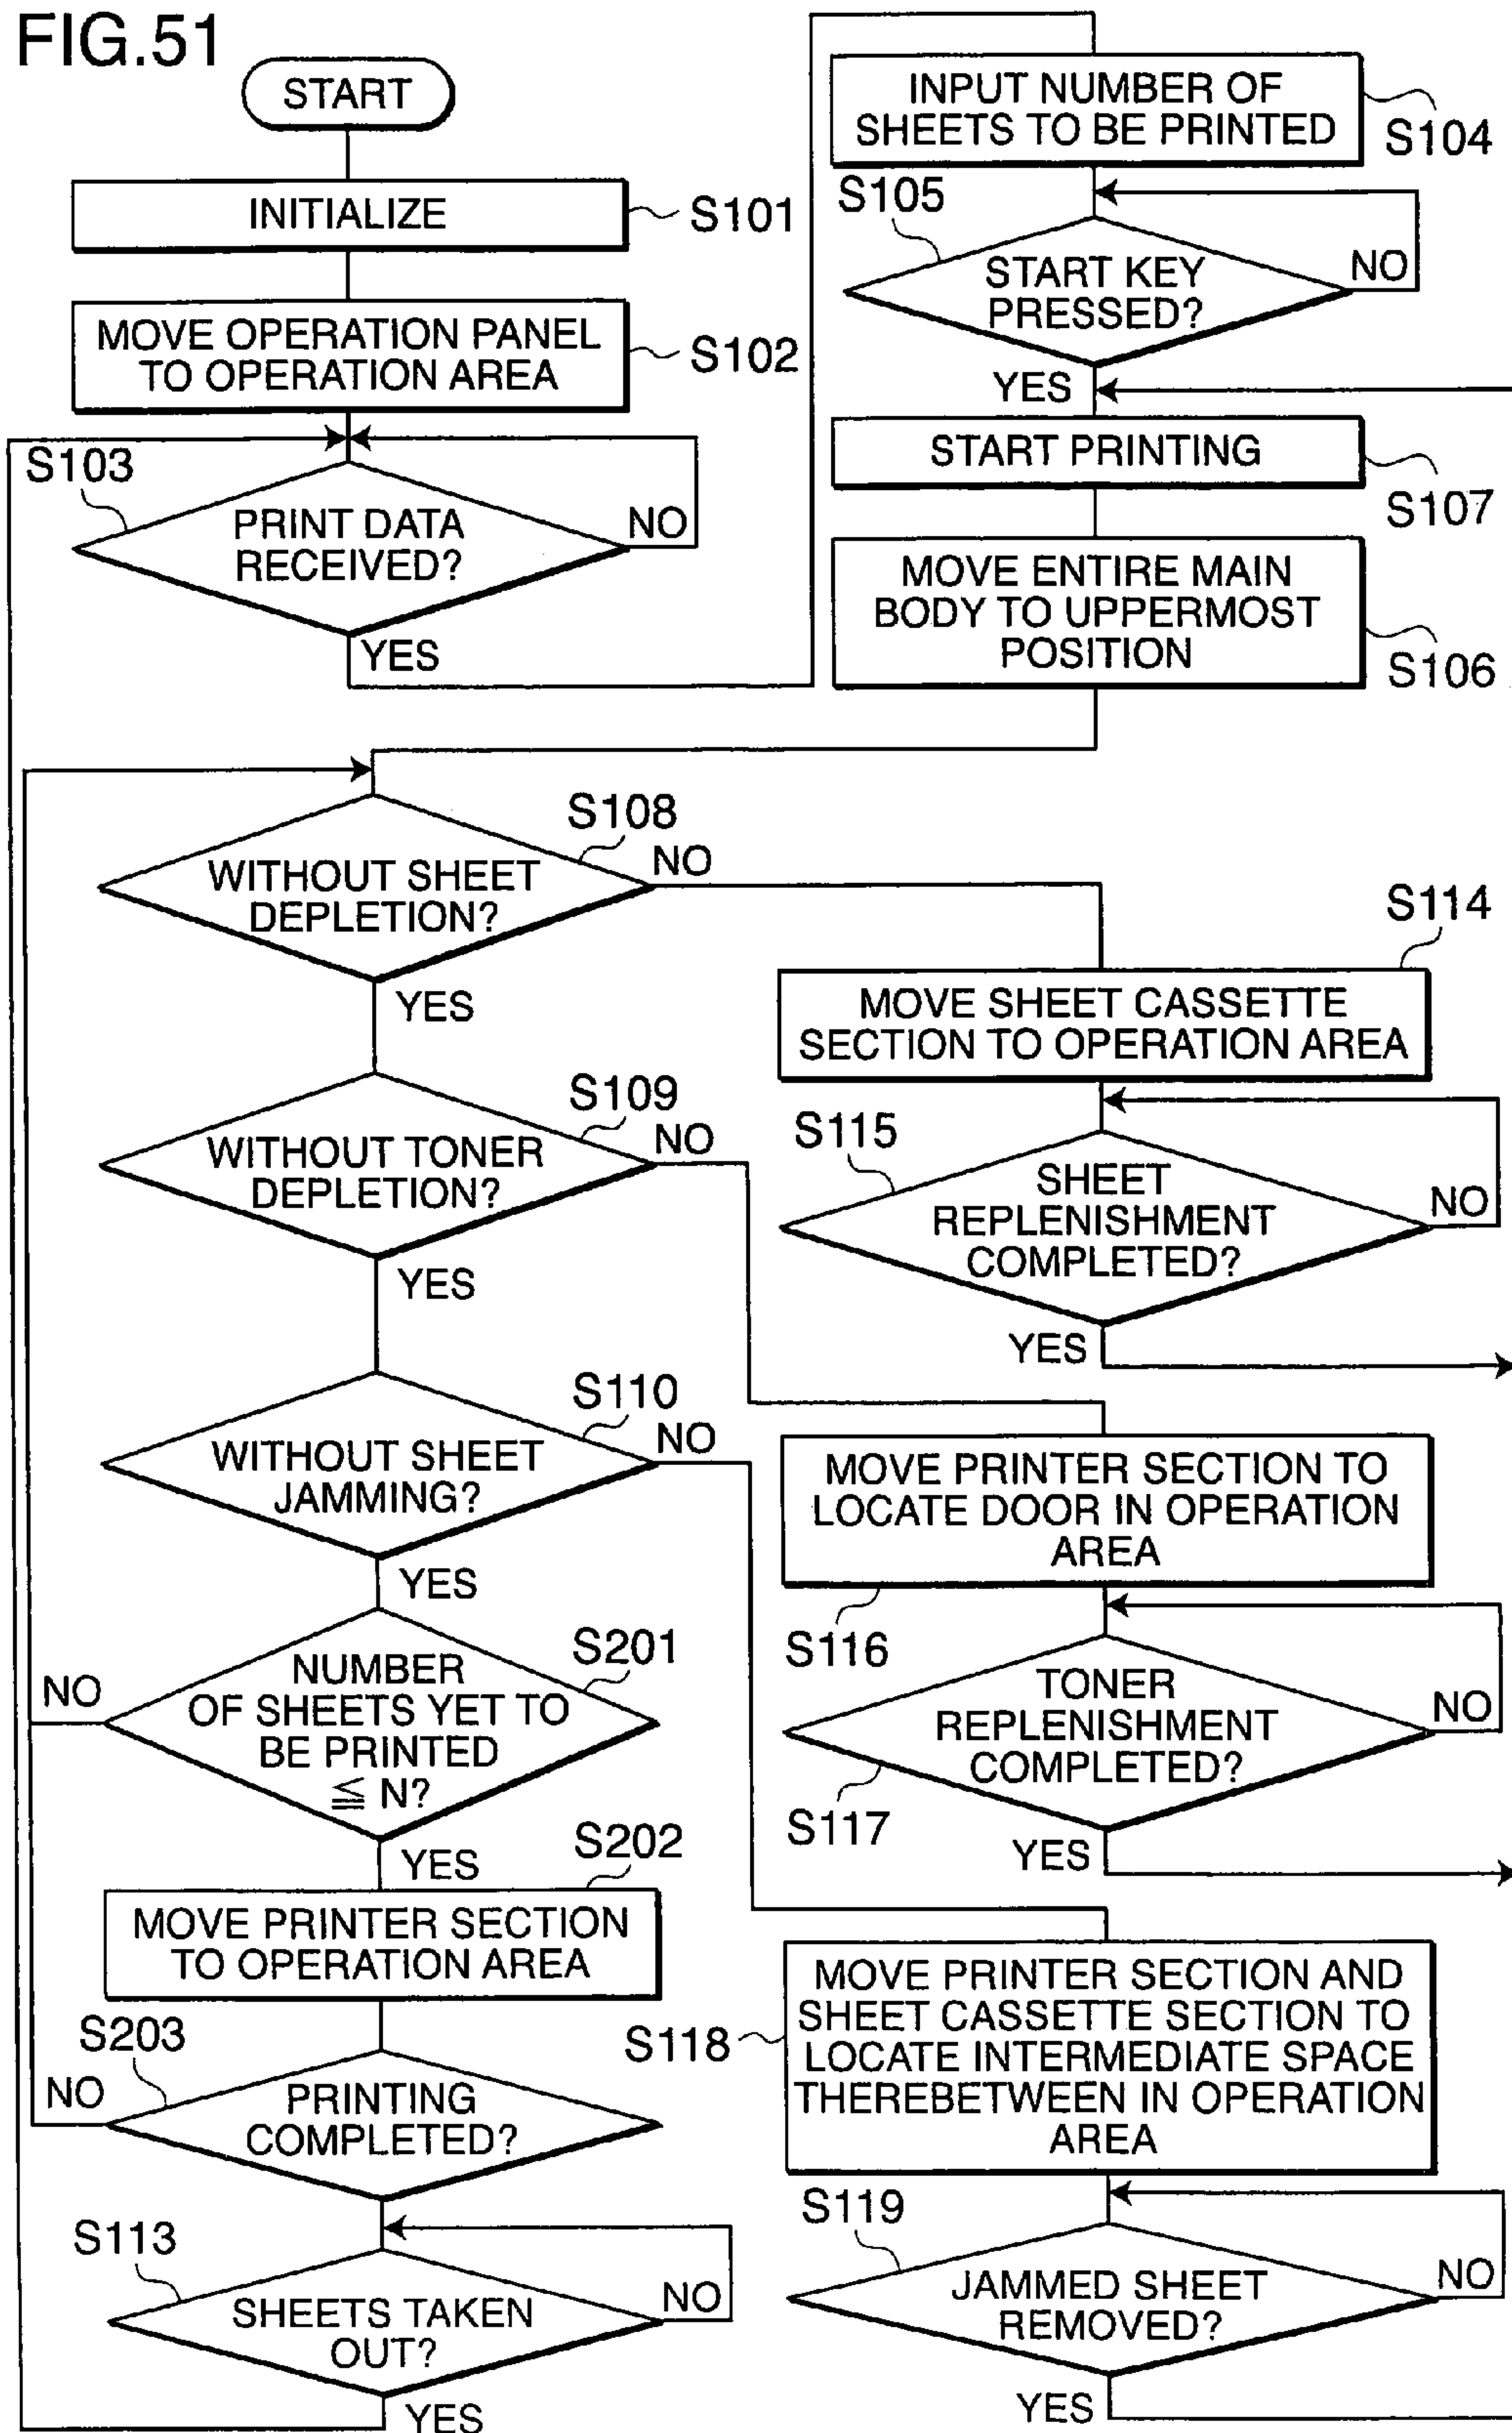 FIG.51
START
INITIALIZE
S101
MOVE OPERATION PANEL
TO OPERATION AREA
S102
S103
PRINT DATA
RECEIVED?
NO
YES
INPUT NUMBER OF
SHEETS TO BE PRINTED
S104
S105
START KEY
PRESSED?
NO
YES
START PRINTING
S107
MOVE ENTIRE MAIN
BODY TO UPPERMOST
POSITION
S106
S108
WITHOUT SHEET
DEPLETION?
NO
YES
S109
WITHOUT TONER
DEPLETION?
NO
YES
S110
WITHOUT SHEET
JAMMING?
NO
YES
S201
NUMBER
OF SHEETS YET TO
BE PRINTED
≦ N?
NO
YES
S202
MOVE PRINTER SECTION
TO OPERATION AREA
S203
PRINTING
COMPLETED?
NO
S113
SHEETS TAKEN
OUT?
NO
YES
S114
MOVE SHEET CASSETTE
SECTION TO OPERATION AREA
S115
SHEET
REPLENISHMENT
COMPLETED?
NO
YES
MOVE PRINTER SECTION TO
LOCATE DOOR IN OPERATION
AREA
S116
TONER
REPLENISHMENT
COMPLETED?
NO
S117
YES
MOVE PRINTER SECTION AND
SHEET CASSETTE SECTION TO
LOCATE INTERMEDIATE SPACE
THEREBETWEEN IN OPERATION
AREA
S118
S119
JAMMED SHEET
REMOVED?
NO
YES